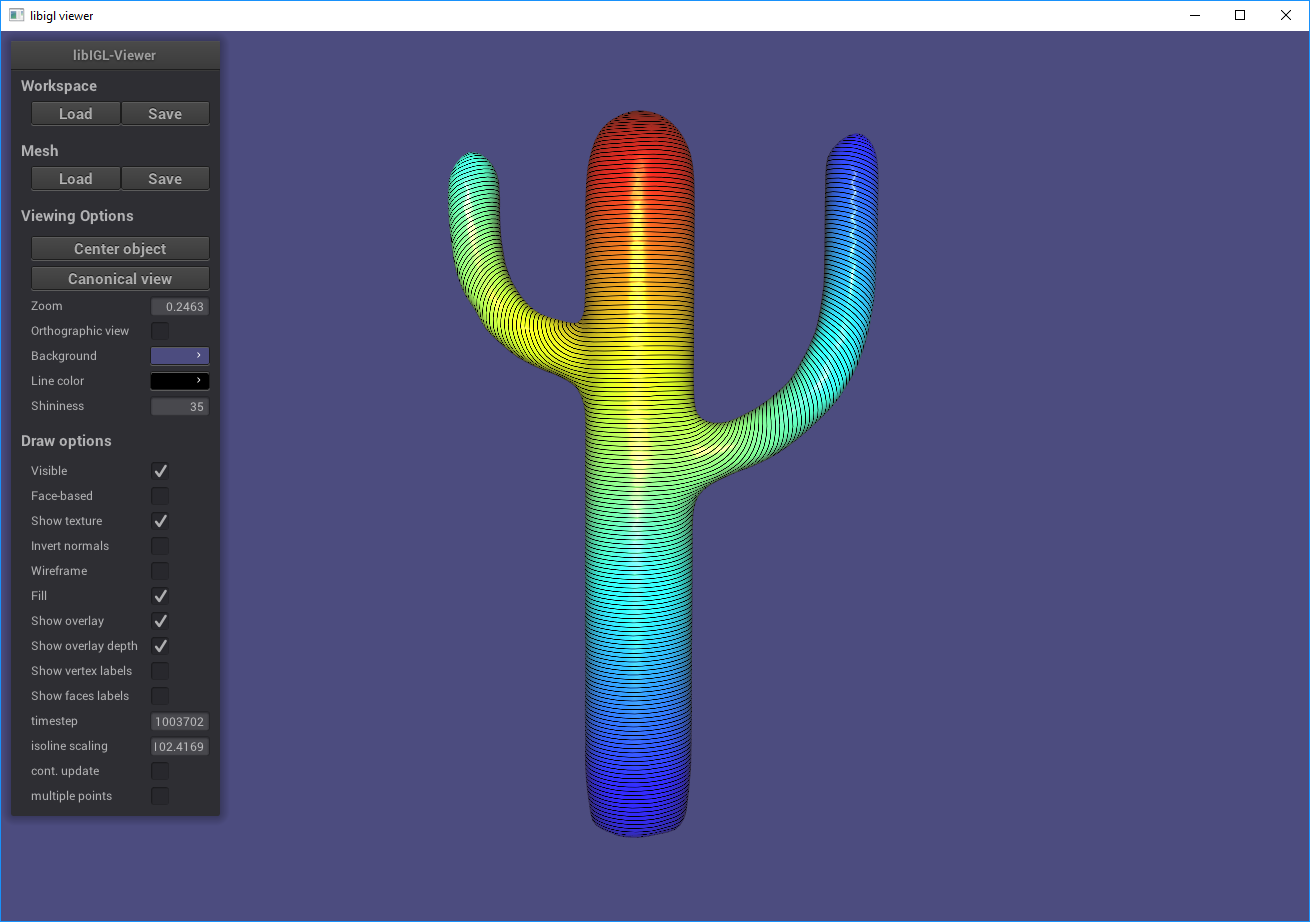 libigl viewer
libIGL-Viewer
Workspace
Load Save
Mesh
Load Save
Viewing Options
Center object
Canonical view
Zoom 0.2463
Orthographic view
Background
Line color
Shininess 35
Draw options
Visible
Face-based
Show texture
Invert normals
Wireframe
Fill
Show overlay
Show overlay depth
Show vertex labels
Show faces labels
timestep 1003702
isoline scaling 102.4169
cont. update
multiple points